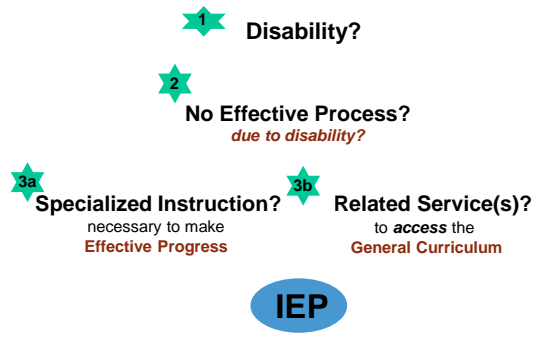 1
Disability?
2
No Effective Process?
due to disability?
3a
Specialized Instruction?
necessary to make
Effective Progress
3b
Related Service(s)?
to access the
General Curriculum
IEP